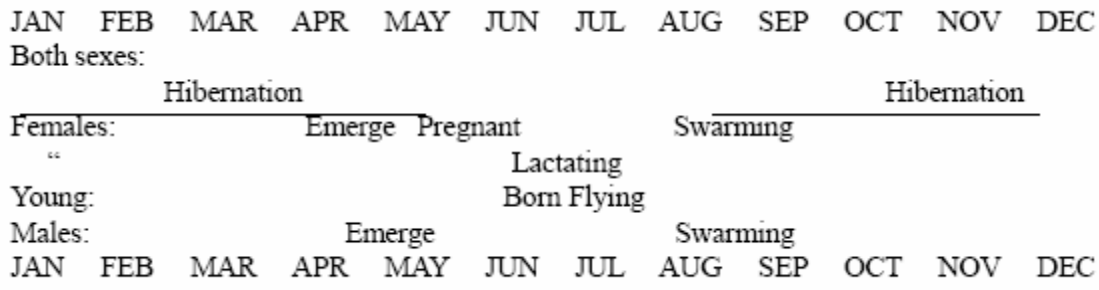 JAN FEB MAR APR MAY JUN JUL AUG SEP OCT NOV DEC
Both sexes:
Hibernation Hibernation
Females: Emerge Pregnant Swarming
“ Lactating
Young: Born Flying
Males: Emerge Swarming
JAN FEB MAR APR MAY JUN JUL AUG SEP OCT NOV DEC